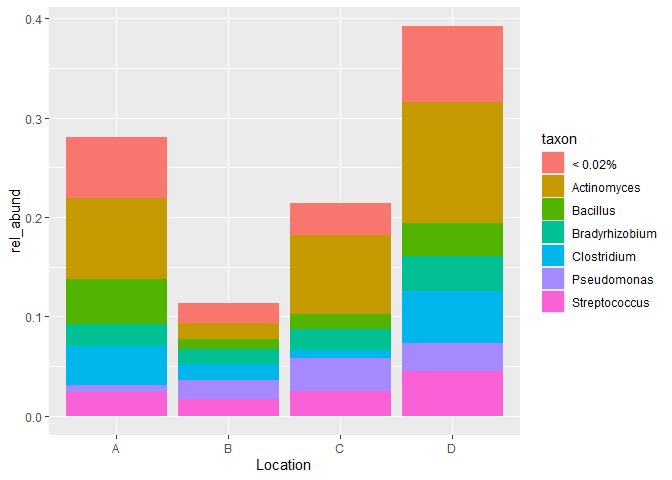 0.4
0.3
0.2
0.1
0.0
rel_abund
A B C D
Location
taxon
< 0.02%
Actinomyces
Bacillus
Bradyrhizobium
Clostridium
Pseudomonas
Streptococcus